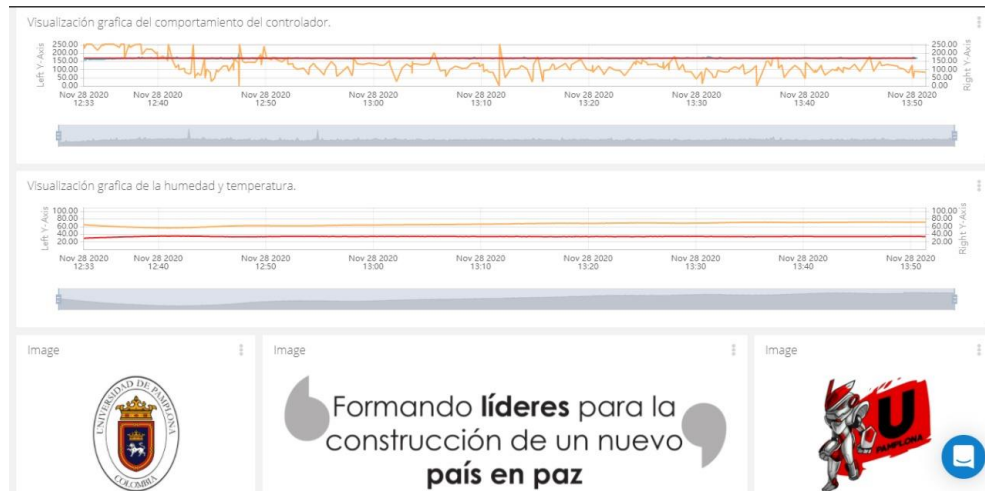 Visualización grafica del comportamiento del controlador.
Left Y-Axis
250.00
200.00
150.00
100.00
50.00
0.00
250.00
200.00
150.00
100.00
50.00
0.00
Right Y-Axis
Nov 28 2020 Nov 28 2020 Nov 28 2020 Nov 28 2020 Nov 28 2020 Nov 28 2020 Nov 28 2020 Nov 28 2020 Nov 28 2020
12:33 12:40 12:50 13:00 13:10 13:20 13:30 13:40 13:50
Visualización grafica de la humedad y temperatura.
Left Y-Axis
100.00
80.00
60.00
40.00
20.00
100.00
80.00
60.00
40.00
20.00
Right Y-Axis
Nov 28 2020 Nov 28 2020 Nov 28 2020 Nov 28 2020 Nov 28 2020 Nov 28 2020 Nov 28 2020 Nov 28 2020 Nov 28 2020
12:33 12:40 12:50 13:00 13:10 13:20 13:30 13:40 13:50
Image
UNIVERSIDAD DE PAMPLONA
COLOMBIA
Image
Formando líderes para la
construcción de un nuevo
país en paz
Image
U
PAMPLONA